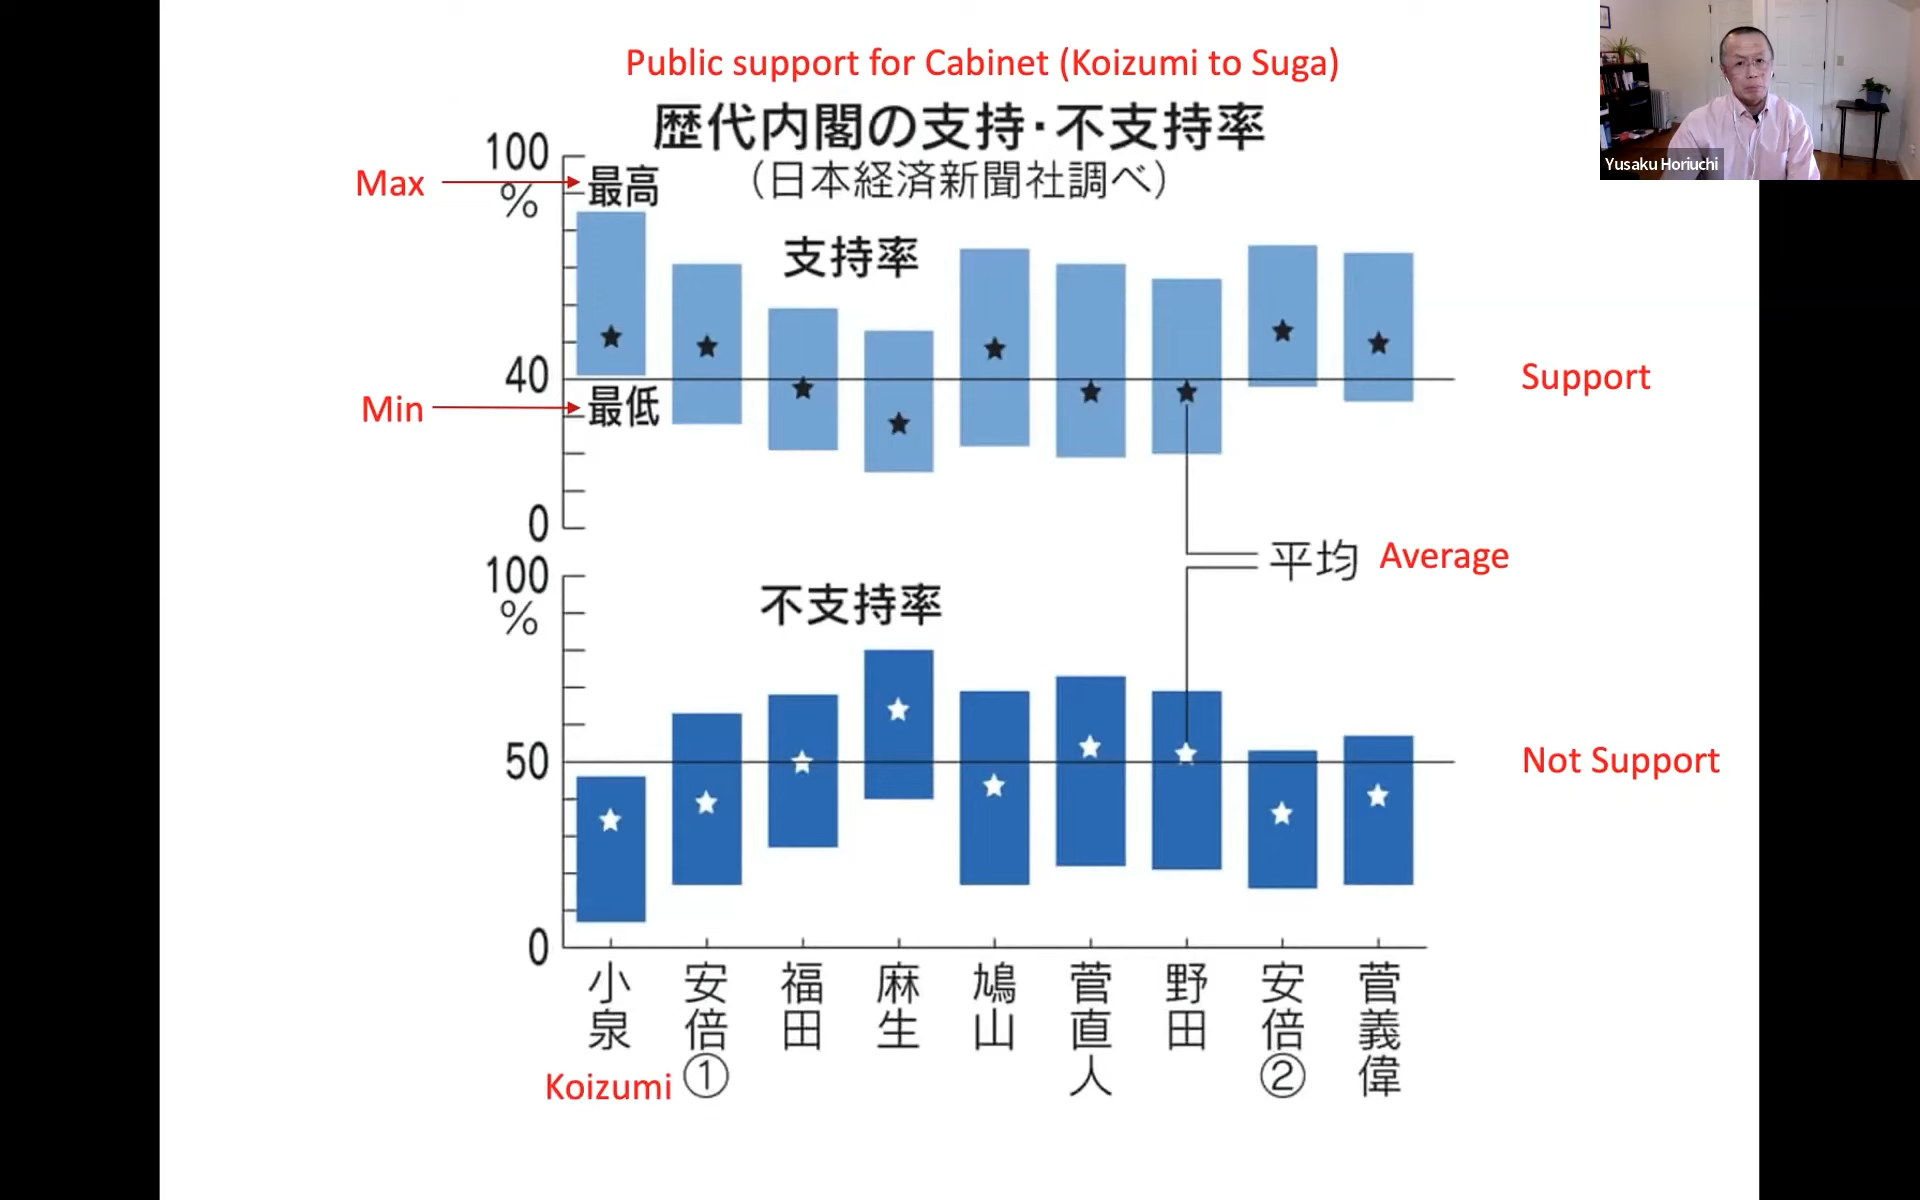 Public support for Cabinet (Koizumi to Suga)
歴代内閣の支持・不支持率
（日本経済新聞社調べ）
Yusaku Horiuchi
100
%
Max
最高
支持率
40
Support
Min
最低
0
平均
Average
100
%
不支持率
50
Not Support
0
小泉
安倍①
福田
麻生
鳩山
菅直人
野田
安倍②
菅義偉
Koizumi